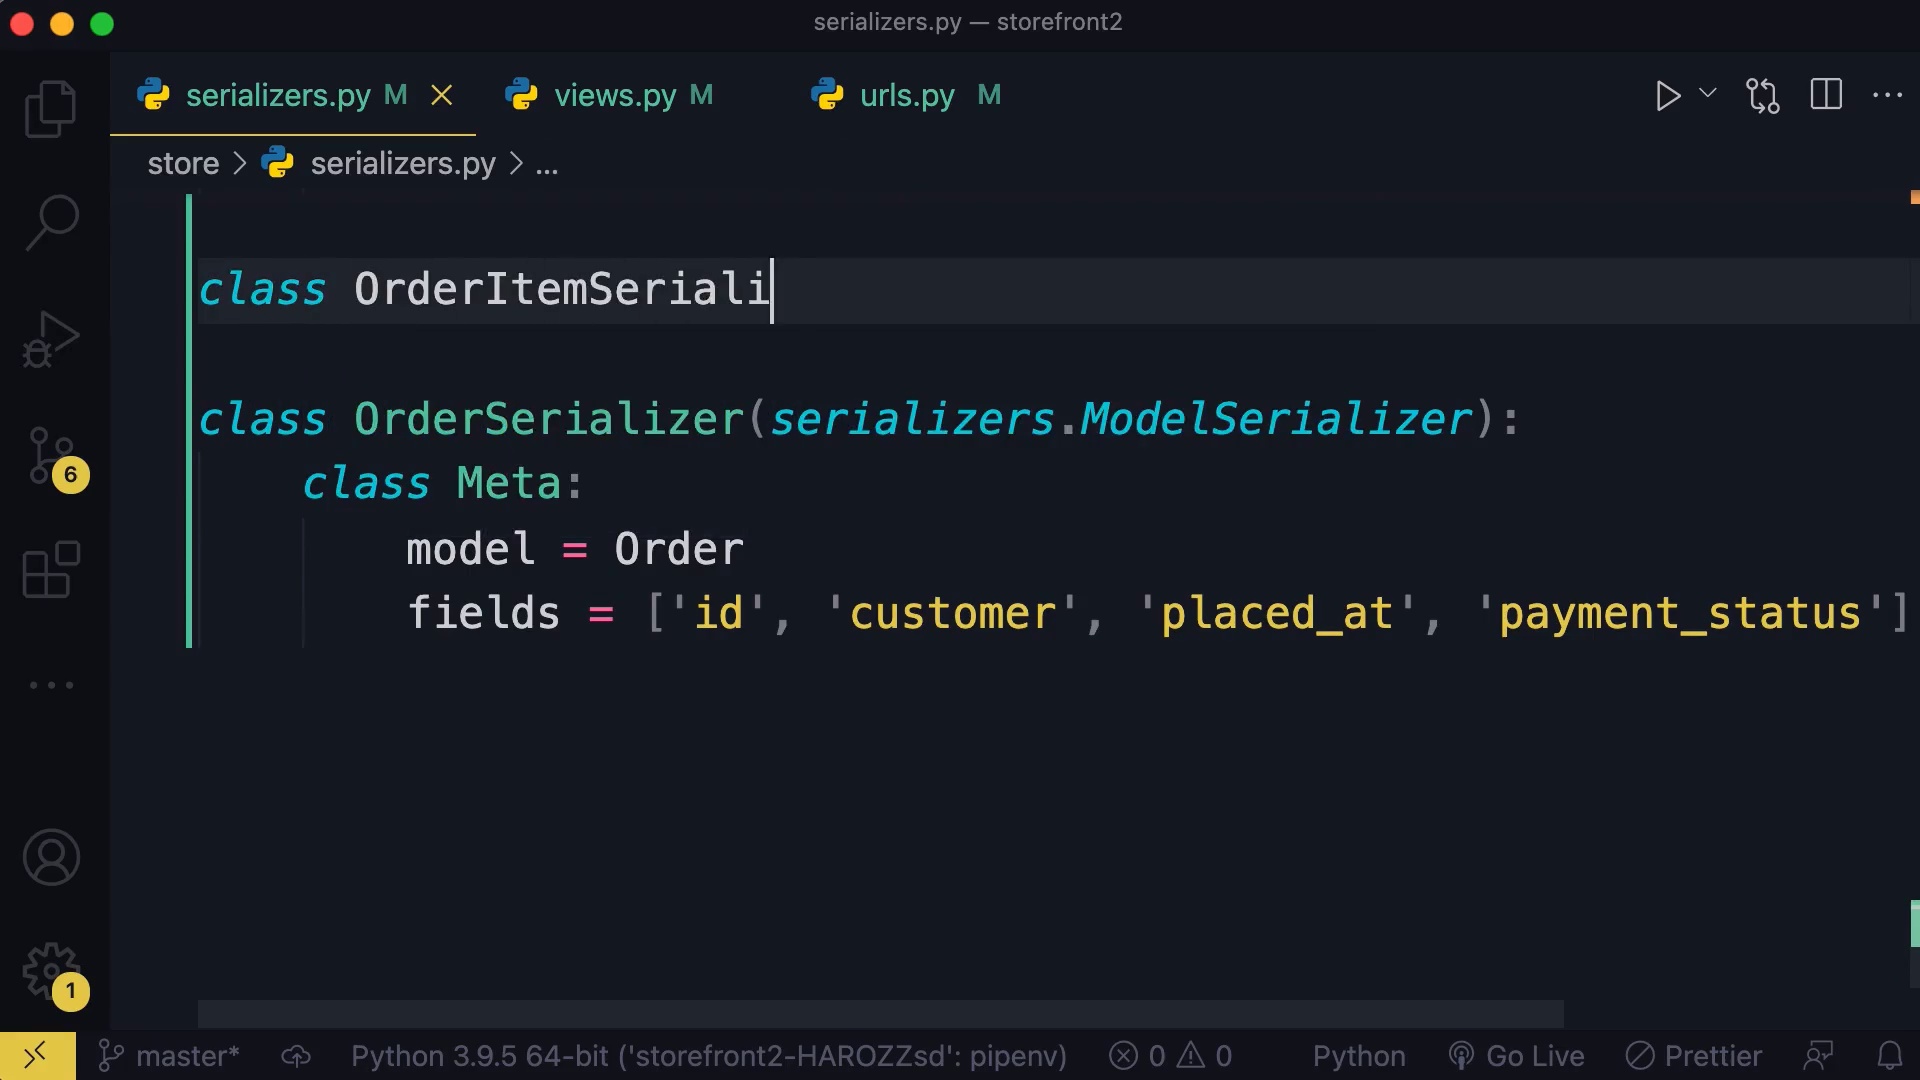 serializers.py — storefront2
serializers.py M views.py M urls.py M
store > serializers.py > ...
class OrderItemSeriali
class OrderSerializer(serializers.ModelSerializer):
class Meta:
model = Order
fields = ['id', 'customer', 'placed_at', 'payment_status']
6
1
master* Python 3.9.5 64-bit ('storefront2-HAROZZsd': pipenv) 0 0 Python Go Live Prettier